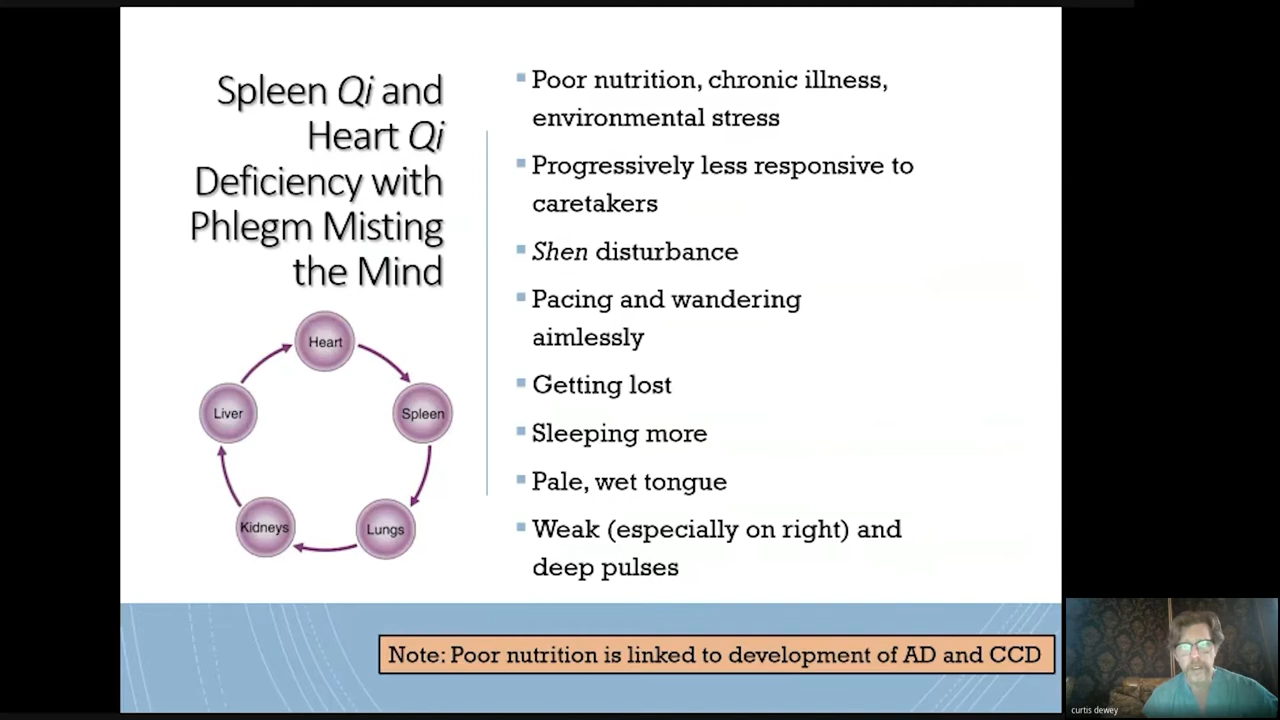 Spleen Qi and
Heart Qi
Deficiency with
Phlegm Misting
the Mind
Heart
Liver
Spleen
Kidneys
Lungs
Poor nutrition, chronic illness,
environmental stress
Progressively less responsive to
caretakers
Shen disturbance
Pacing and wandering
aimlessly
Getting lost
Sleeping more
Pale, wet tongue
Weak (especially on right) and
deep pulses
Note: Poor nutrition is linked to development of AD and CCD
curtis dewey